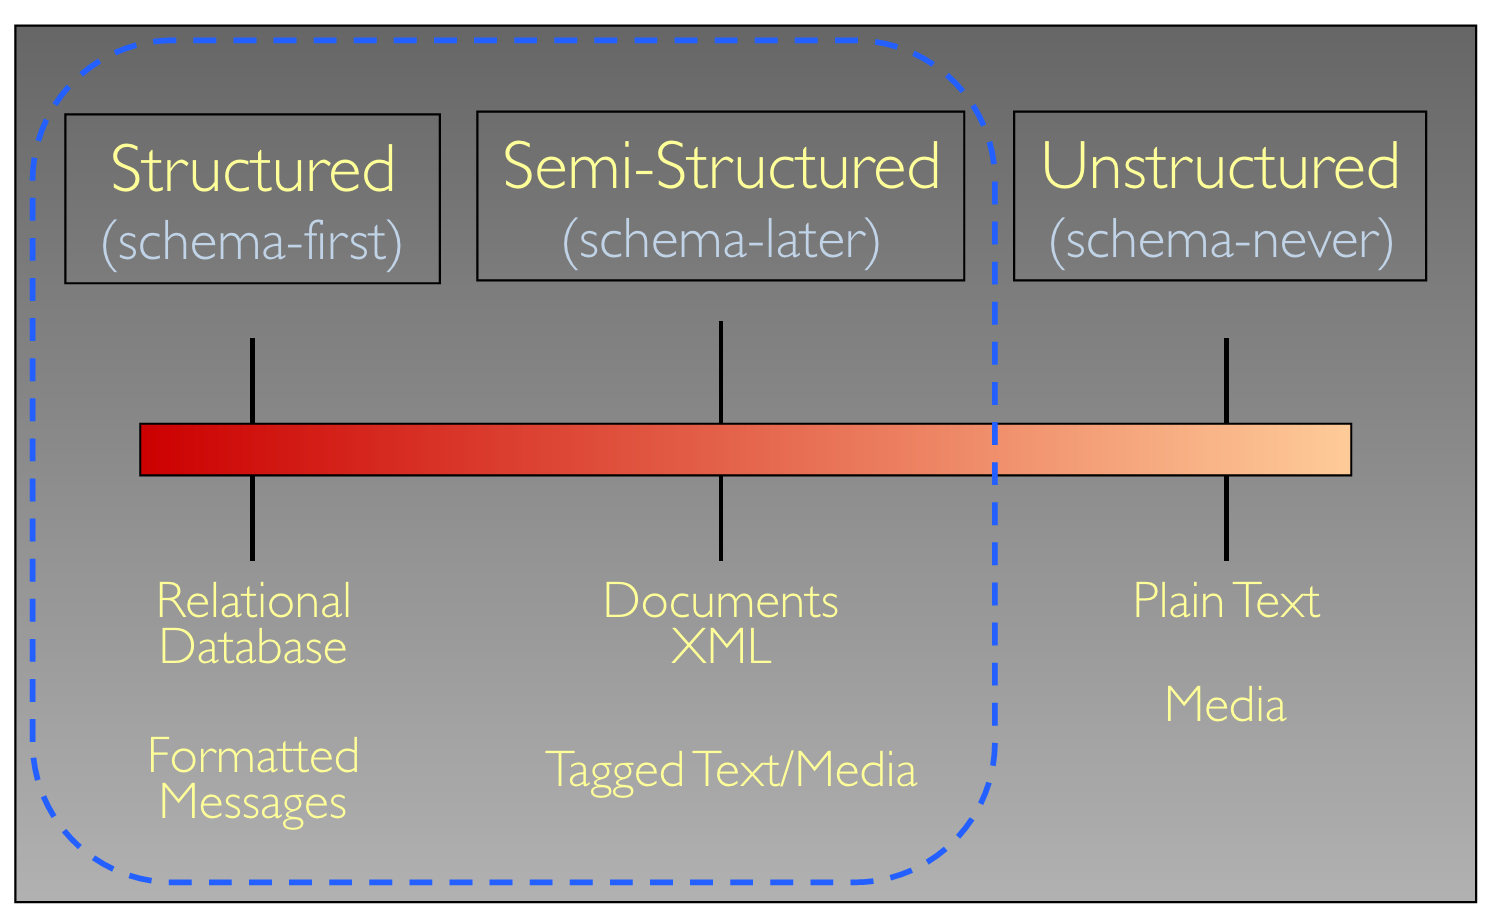 Structured
(schema-first)
Semi-Structured
(schema-later)
Unstructured
(schema-never)
Relational
Database
Formatted
Messages
Documents
XML
Tagged Text/Media
Plain Text
Media